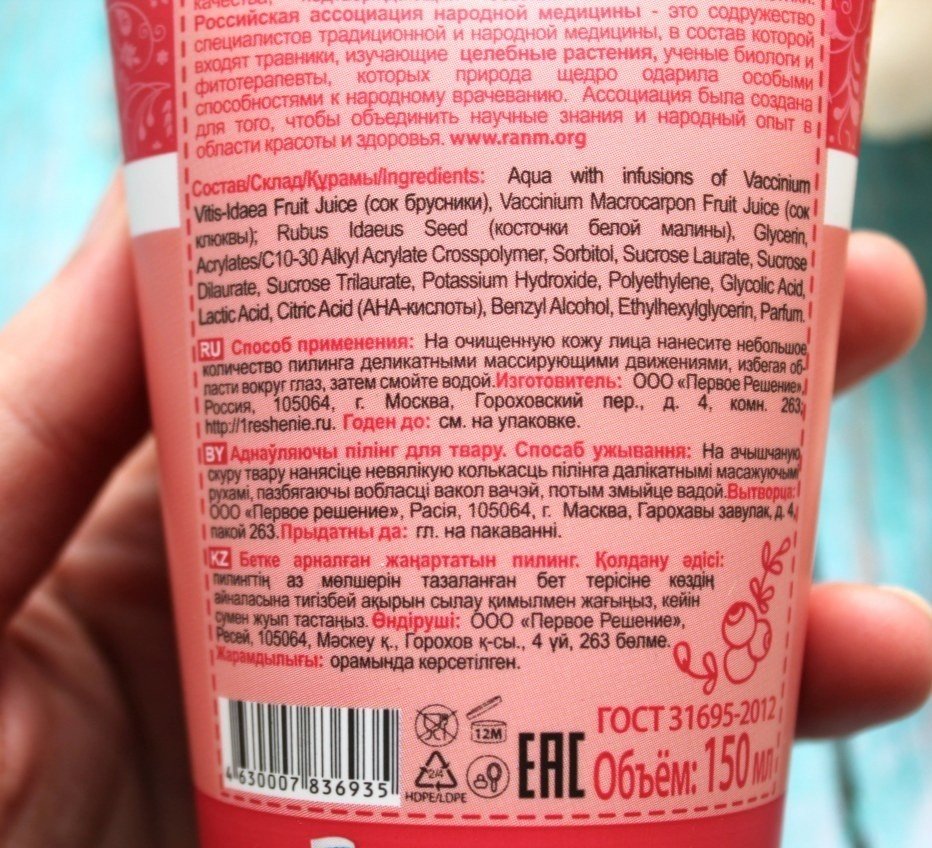 качества,
Российская ассоциация народной медицины - это содружество
специалистов традиционной и народной медицины, в состав которой
входят травники, изучающие целебные растения, ученые биологи и
фитотерапевты, которых природа щедро одарила особыми
способностями к народному врачеванию. Ассоциация была создана
для того, чтобы объединить научные знания и народный опыт в
области красоты и здоровья. www.ranm.org
Состав/Склад/Құрамы/Ingredients: Aqua with infusions of Vaccinium
Vitis-Idaea Fruit Juice (сок брусники), Vaccinium Macrocarpon Fruit Juice (сок
клюквы); Rubus Idaeus Seed (косточки белой малины), Glycerin,
Acrylates/C10-30 Alkyl Acrylate Crosspolymer, Sorbitol, Sucrose Laurate, Sucrose
Dilaurate, Sucrose Trilaurate, Potassium Hydroxide, Polyethylene, Glycolic Acid,
Lactic Acid, Citric Acid (АНА-кислоты), Benzyl Alcohol, Ethylhexylglycerin, Parfum.
RU Способ применения: На очищенную кожу лица нанесите небольшое
количество пилинга деликатными массирующими движениями, избегая об-
ласти вокруг глаз, затем смойте водой.Изготовитель: ООО «Первое Решение»,
Россия, 105064, г. Москва, Гороховский пер., д. 4, комн. 263;
http://1reshenie.ru. Годен до: см. на упаковке.
BY Аднаўляючы пілінг для твару. Спосаб ужывання: На ачышчаную
скуру твару нанясіце невялікую колькасць пілінга далікатнымі масажуючымі
рухамі, пазбягаючы вобласці вакол вачэй, потым змыйце вадой.Вытворца:
ООО «Первое решение», Расія, 105064, г. Масква, Гарохавы завулак, д. 4,
пакой 263.Прыдатны да: гл. на пакаванні.
KZ Бетке арналған жаңартатын пилинг. Қолдану әдісі:
пилингтің аз мөлшерін тазаланған бет терісіне көздің
айналасына тигізбей ақырын сылау қимылмен жағыңыз, кейін
сумен жуып тастаңыз. Өндіруші: ООО «Первое Решение»,
Ресей, 105064, Маскеу қ., Горохов қ-сы., 4 үй, 263 бөлме.
Жарамдылығы: орамында көрсетілген.
12M
ГОСТ 31695-2012
2/4
HDPE/LDPE
EAC
Объём: 150 мл
4 630007 836935